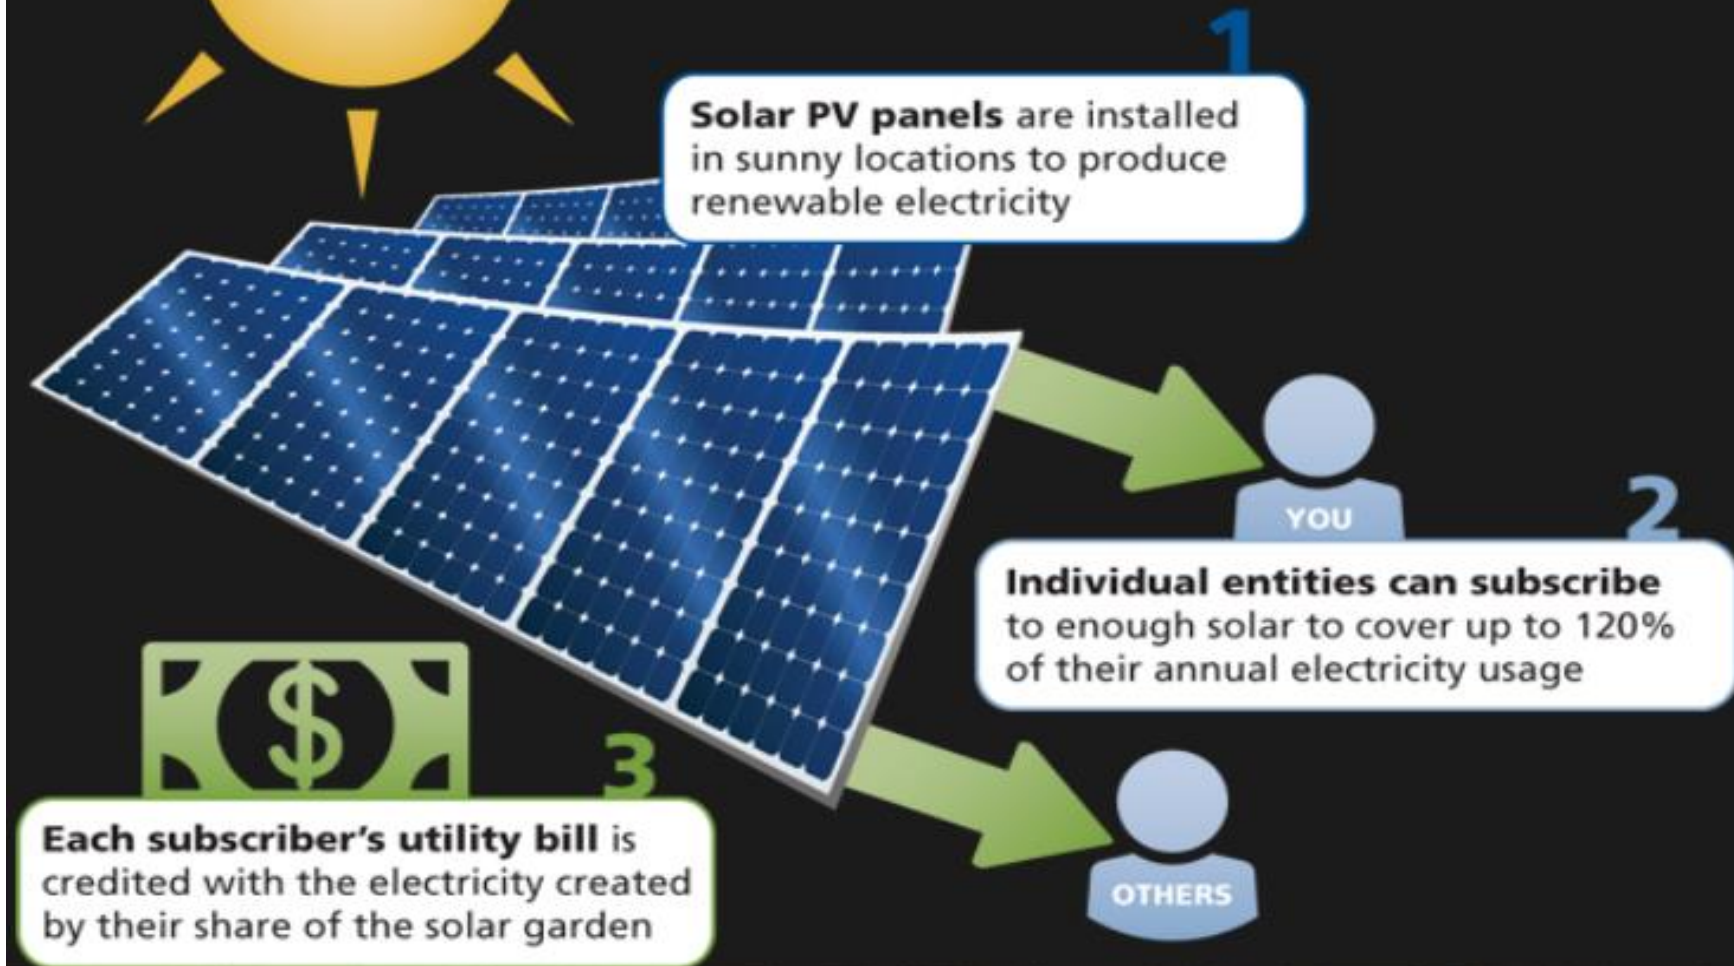 1
Solar PV panels are installed
in sunny locations to produce
renewable electricity
YOU
2
Individual entities can subscribe
to enough solar to cover up to 120%
of their annual electricity usage
$
3
Each subscriber's utility bill is
credited with the electricity created
by their share of the solar garden
OTHERS